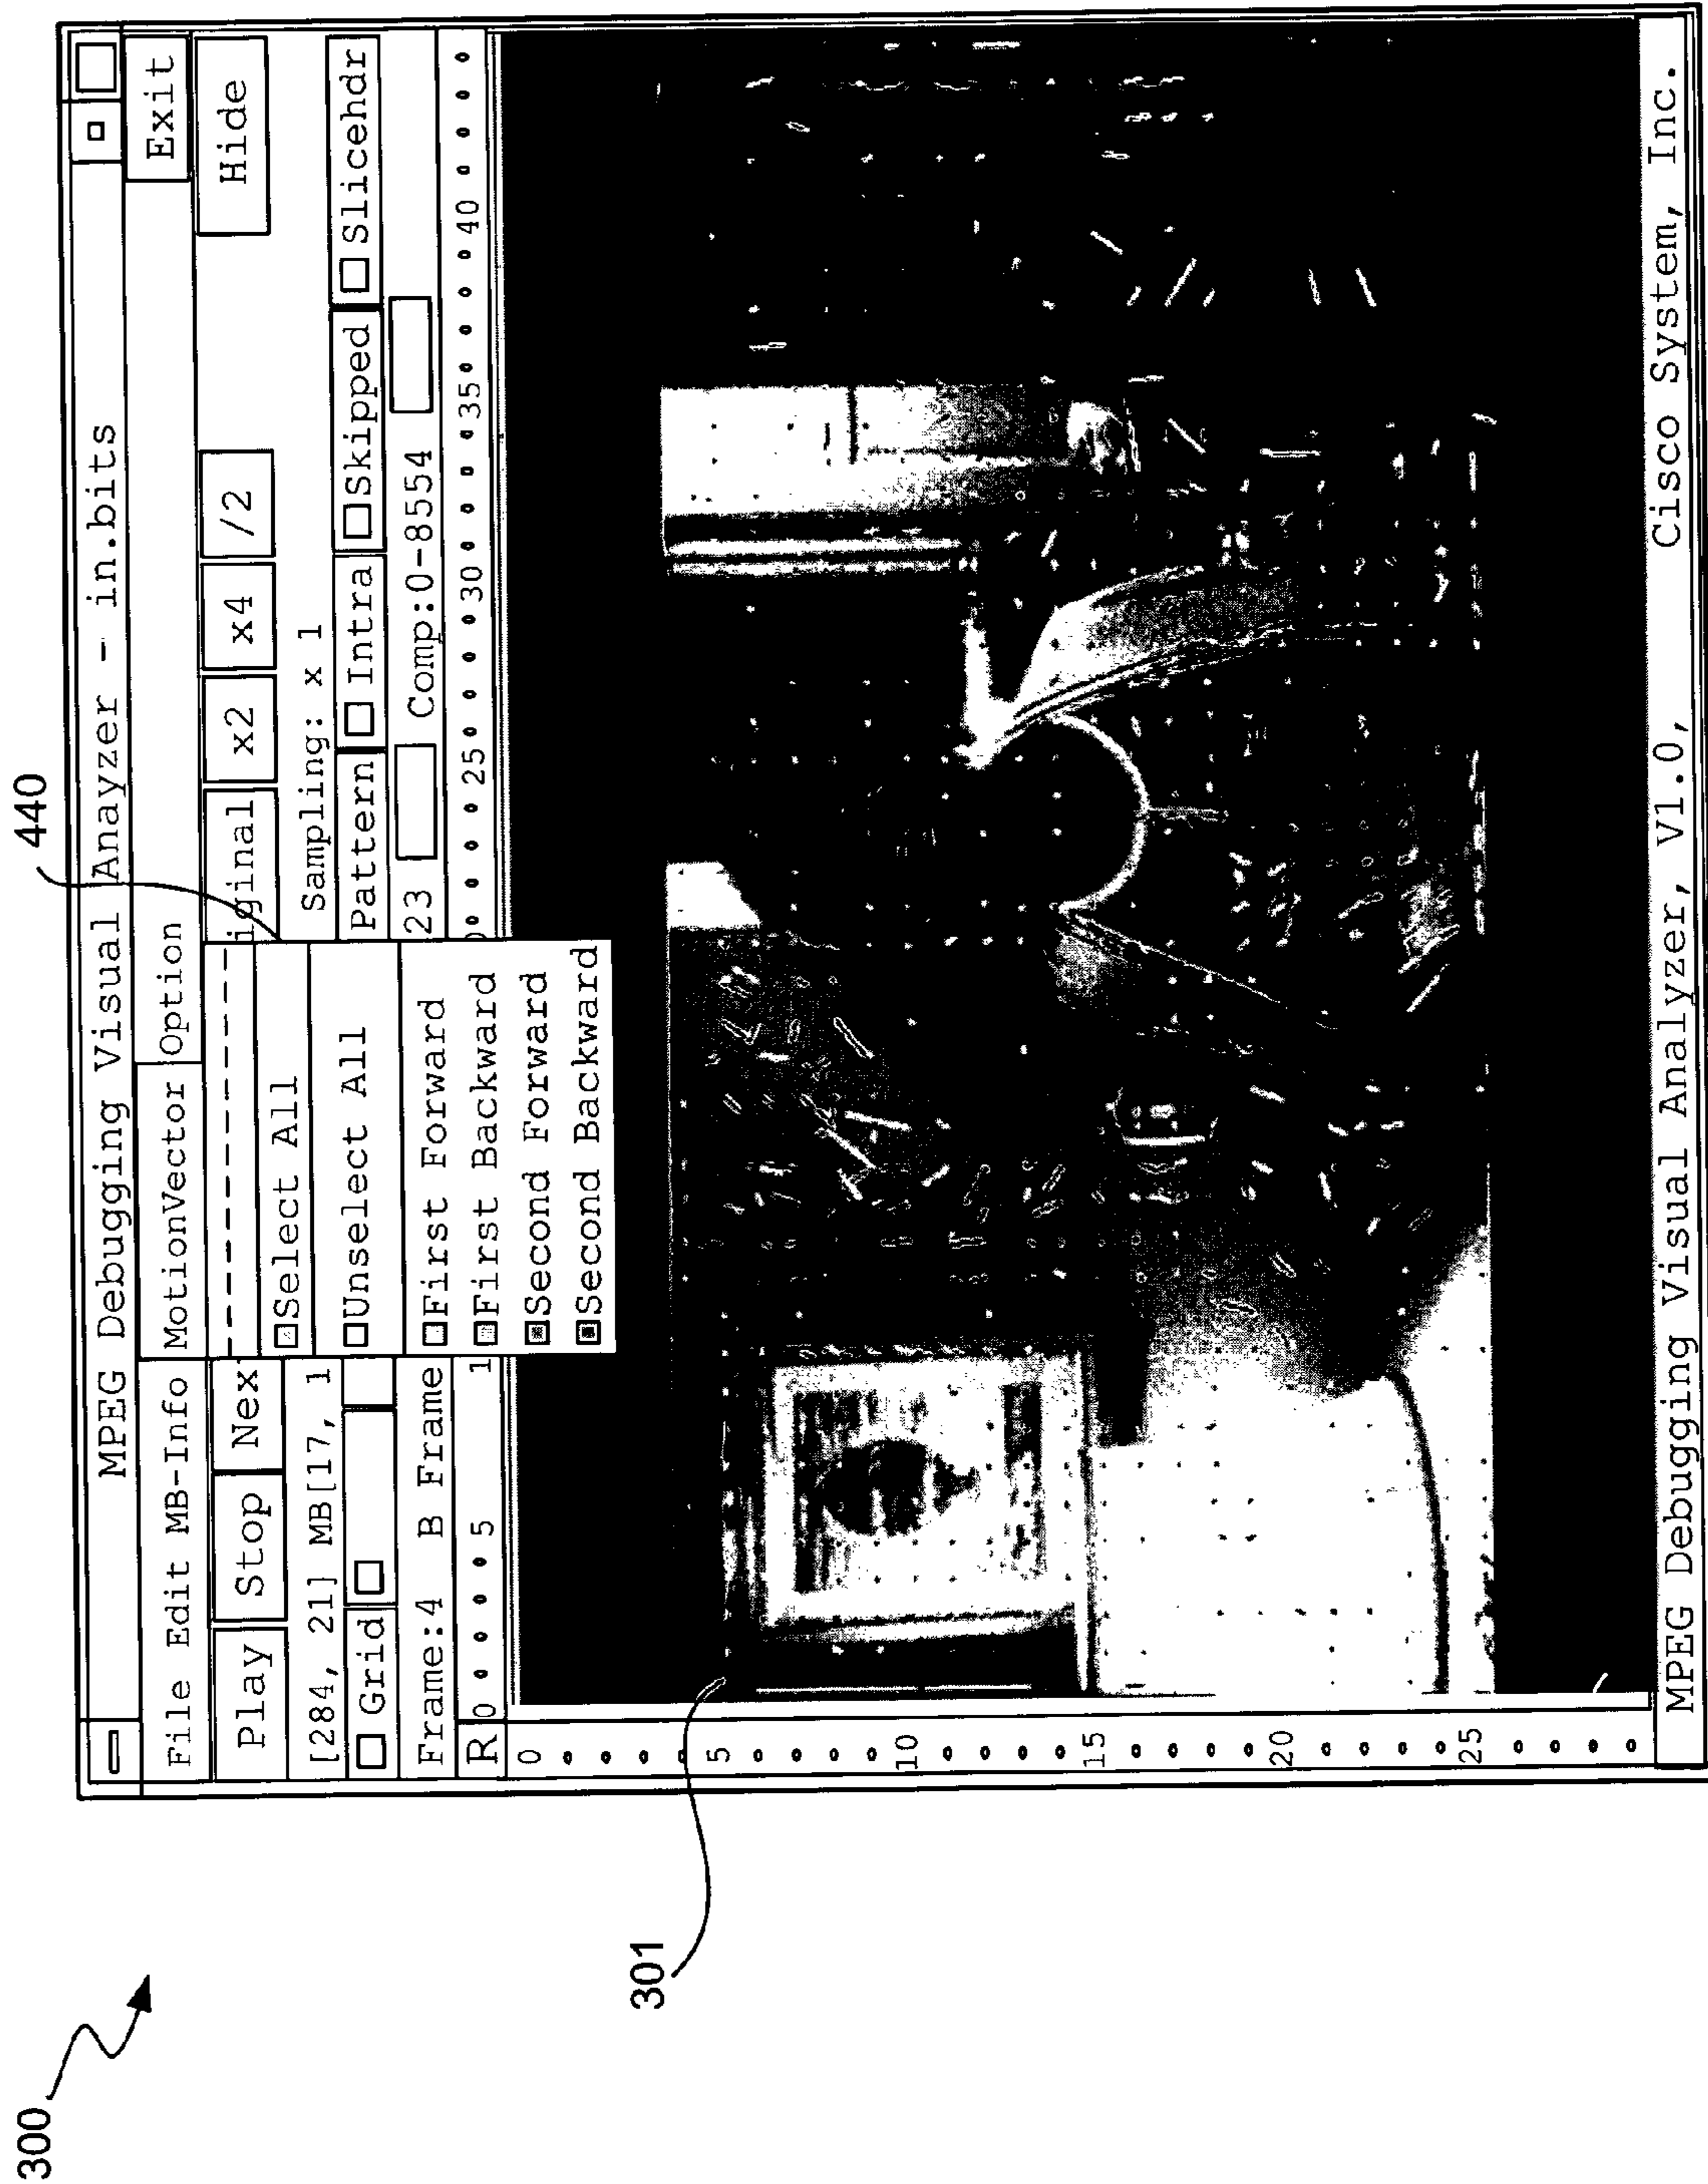 300
440
301
MPEG Debugging Visual Anayzer - in.bits
File Edit MB-Info MotionVector Option Exit
Play Stop Nex iginal x2 x4 /2 Hide
Select All
[284, 21] MB[17, 1 Sampling: x 1
Unselect All
Grid Pattern Intra Skipped Slicehdr
Frame:4 B Frame 23 Comp:0-8554
First Forward
First Backward
Second Forward
Second Backward
R 0 5 1 25 30 35 40
0
5
10
15
20
25
MPEG Debugging Visual Analyzer, V1.0, Cisco System, Inc.